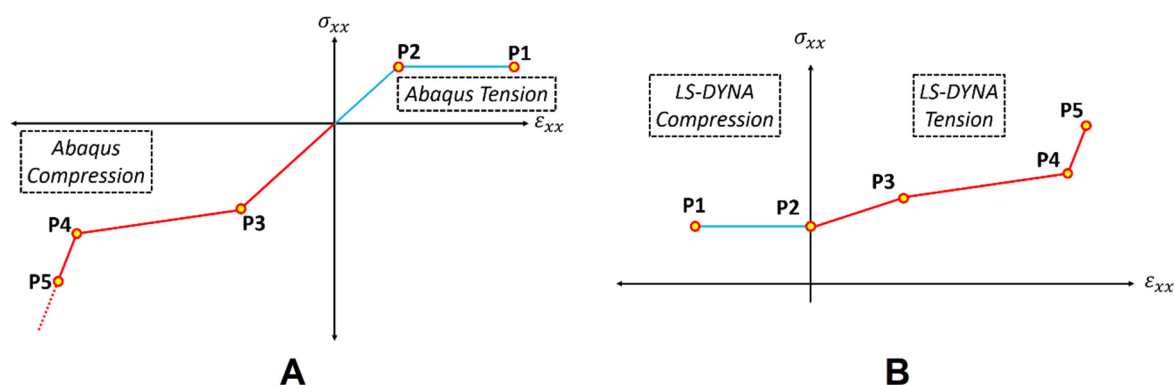 σxx
P2
P1
Abaqus Tension
εxx
Abaqus
Compression
P4
P3
P5
A
σxx
LS-DYNA
Compression
LS-DYNA
Tension
P5
P4
P3
P1
P2
εxx
B